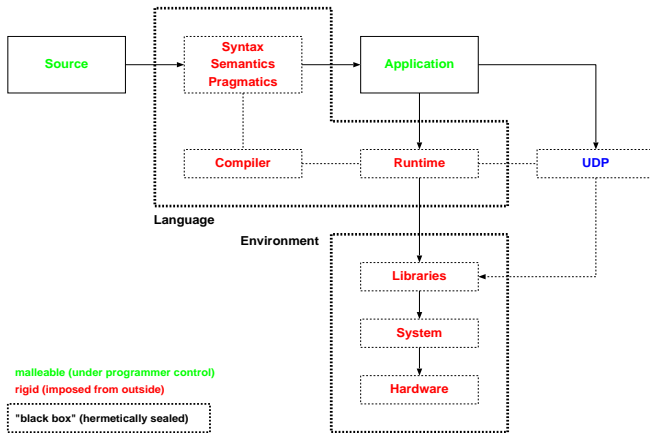 Source
Syntax
Semantics
Pragmatics
Application
Compiler
Runtime
UDP
Language
Environment
Libraries
System
Hardware
malleable (under programmer control)
rigid (imposed from outside)
"black box" (hermetically sealed)